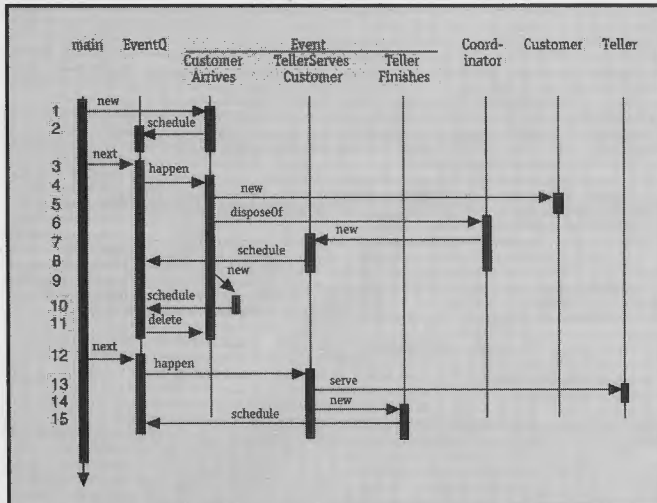 main EventQ Event Coord-
inator Customer Teller
Customer
Arrives
TellerServes
Customer
Teller
Finishes
1 new
2 schedule
3 next
4 happen
5 new
6 disposeOf
7 new
8 schedule
9 new
10 schedule
11 delete
12 next
happen
13 serve
14 new
15 schedule